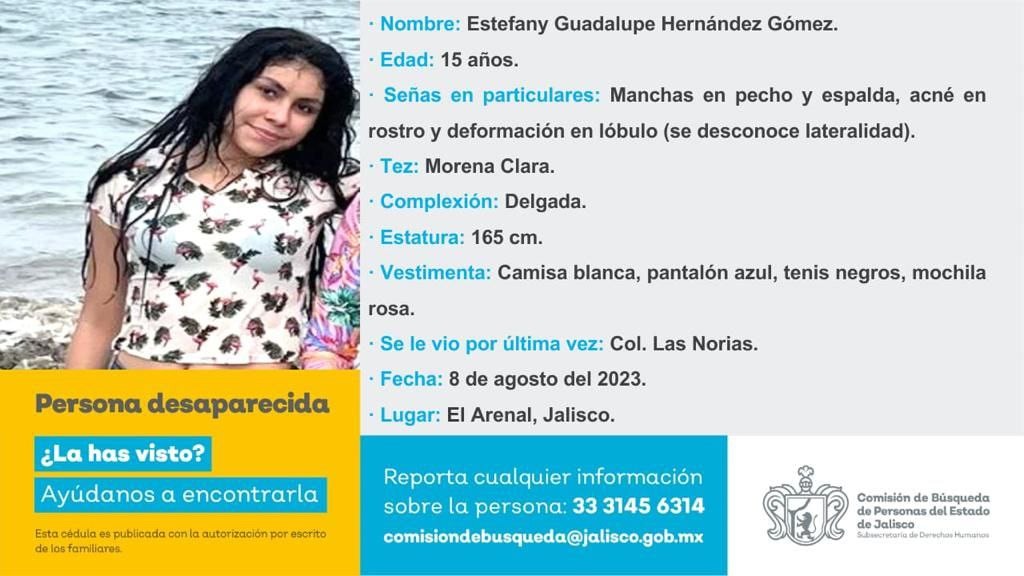 · Nombre: Estefany Guadalupe Hernández Gómez.
· Edad: 15 años.
· Señas en particulares: Manchas en pecho y espalda, acné en
rostro y deformación en lóbulo (se desconoce lateralidad).
· Tez: Morena Clara.
· Complexión: Delgada.
· Estatura: 165 cm.
· Vestimenta: Camisa blanca, pantalón azul, tenis negros, mochila
rosa.
· Se le vio por última vez: Col. Las Norias.
· Fecha: 8 de agosto del 2023.
· Lugar: El Arenal, Jalisco.
Persona desaparecida
¿La has visto?
Ayúdanos a encontrarla
Esta cédula es publicada con la autorización por escrito
de los familiares.
Reporta cualquier información
sobre la persona: 33 3145 6314
comisiondebusqueda@jalisco.gob.mx
Comisión de Búsqueda
de Personas del Estado
de Jalisco
Subsecretaría de Derechos Humanos